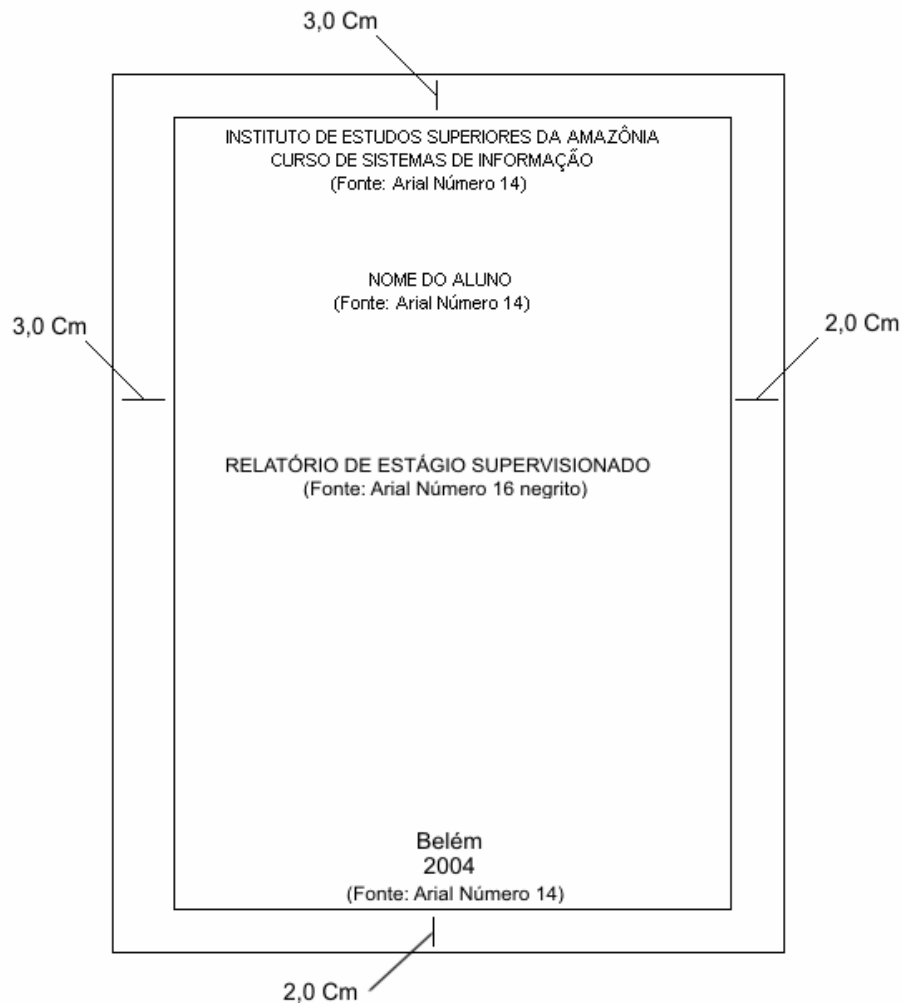 3,0 Cm
INSTITUTO DE ESTUDOS SUPERIORES DA AMAZÔNIA
CURSO DE SISTEMAS DE INFORMAÇÃO
(Fonte: Arial Número 14)
NOME DO ALUNO
(Fonte: Arial Número 14)
3,0 Cm
2,0 Cm
RELATÓRIO DE ESTÁGIO SUPERVISIONADO
(Fonte: Arial Número 16 negrito)
Belém
2004
(Fonte: Arial Número 14)
2,0 Cm